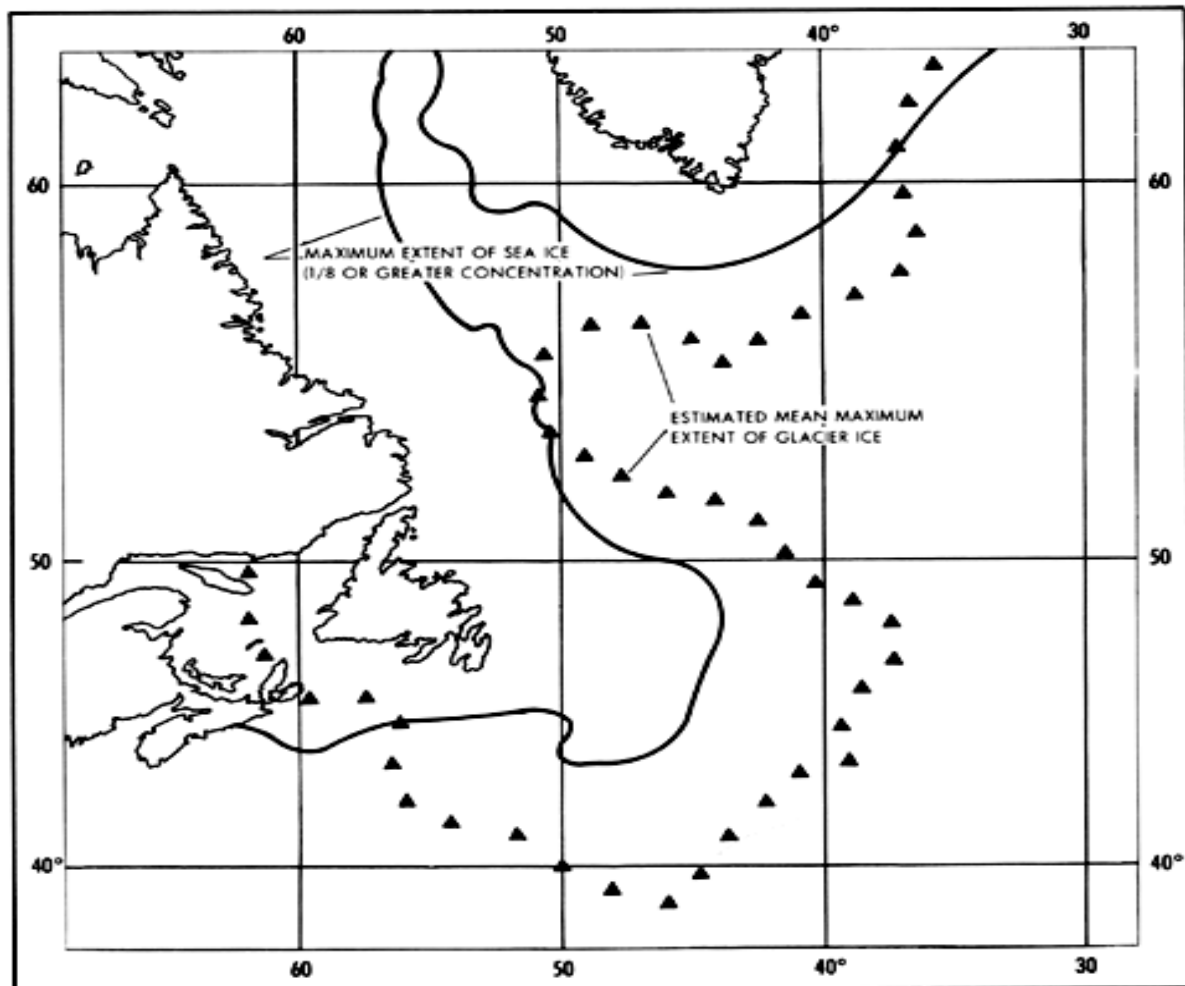 60 50 40° 30
60 60
MAXIMUM EXTENT OF SEA ICE
(1/8 OR GREATER CONCENTRATION)
ESTIMATED MEAN MAXIMUM
EXTENT OF GLACIER ICE
50 50
40° 40°
60 50 40° 30